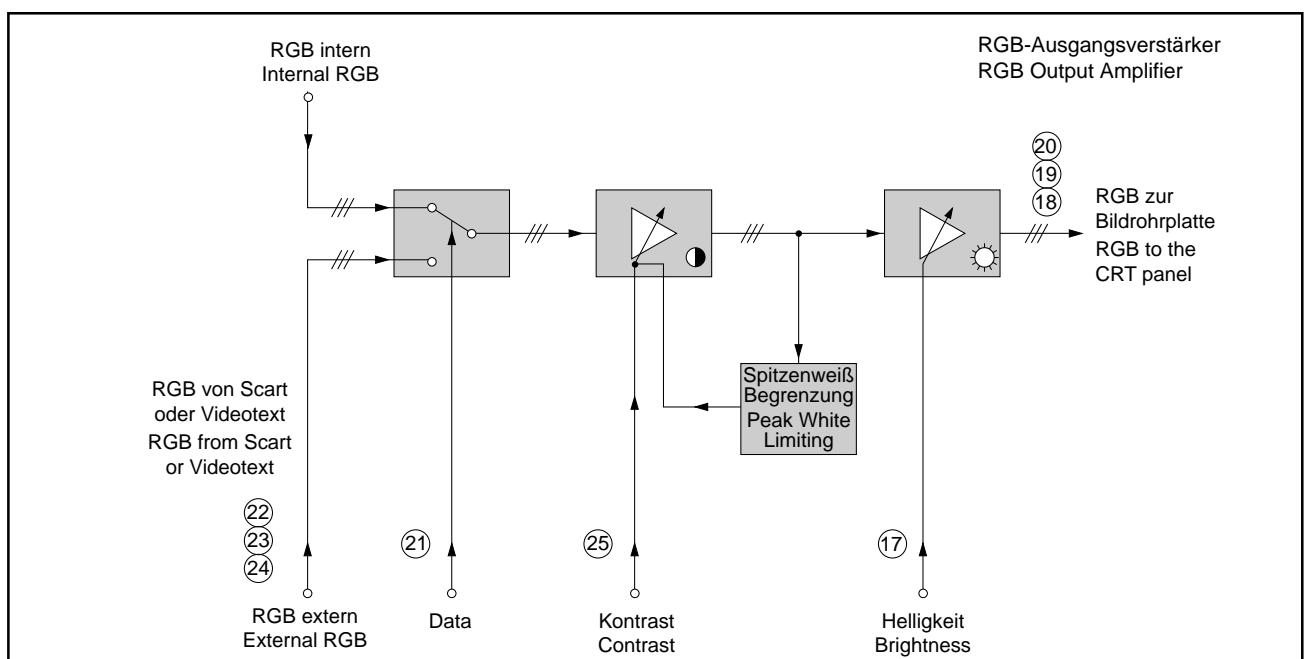 RGB intern
Internal RGB
RGB-Ausgangsverstärker
RGB Output Amplifier
20
19
18
RGB zur
Bildrohrplatte
RGB to the
CRT panel
Spitzenweiß
Begrenzung
Peak White
Limiting
RGB von Scart
oder Videotext
RGB from Scart
or Videotext
22
23
24
21
25
17
RGB extern
External RGB
Data
Kontrast
Contrast
Helligkeit
Brightness